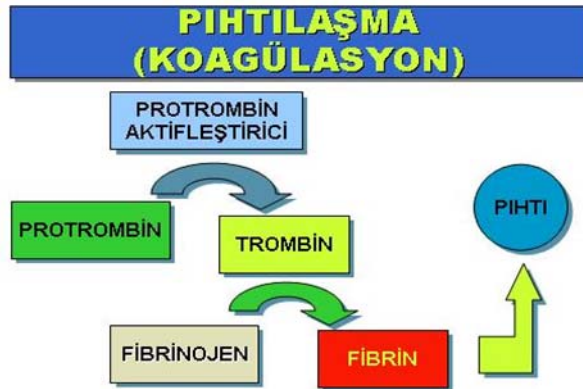 PIHTILAŞMA
(KOAGÜLASYON)
PROTROMBİN
AKTİFLEŞTİRİCİ
PROTROMBİN
TROMBİN
PIHTI
FİBRİNOJEN
FİBRİN